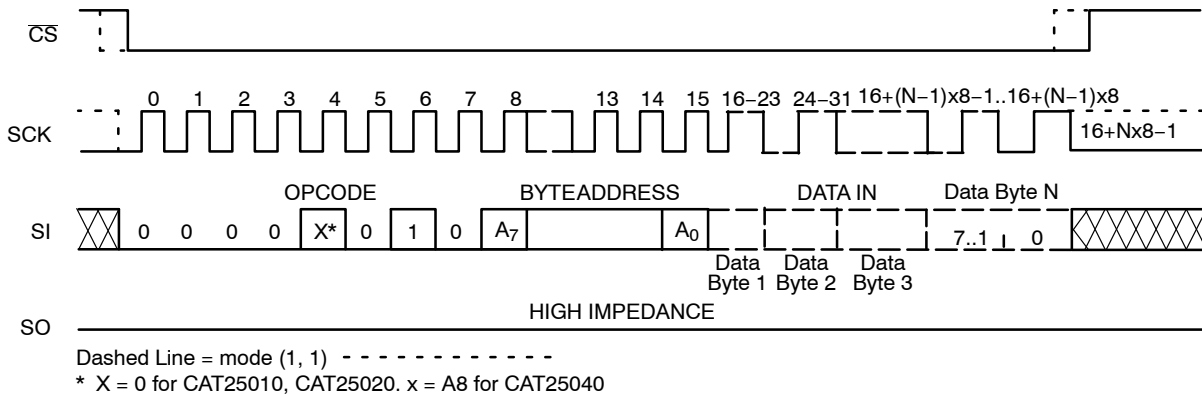 CS
0 1 2 3 4 5 6 7 8 13 14 15 16–23 24–31 16+(N–1)x8–1..16+(N–1)x8
SCK
16+Nx8–1
OPCODE BYTEADDRESS DATA IN Data Byte N
SI 0 0 0 0 X* 0 1 0 A7 A0 7..1 0
Data Byte 1 Data Byte 2 Data Byte 3
HIGH IMPEDANCE
SO
Dashed Line = mode (1, 1)
* X = 0 for CAT25010, CAT25020. x = A8 for CAT25040